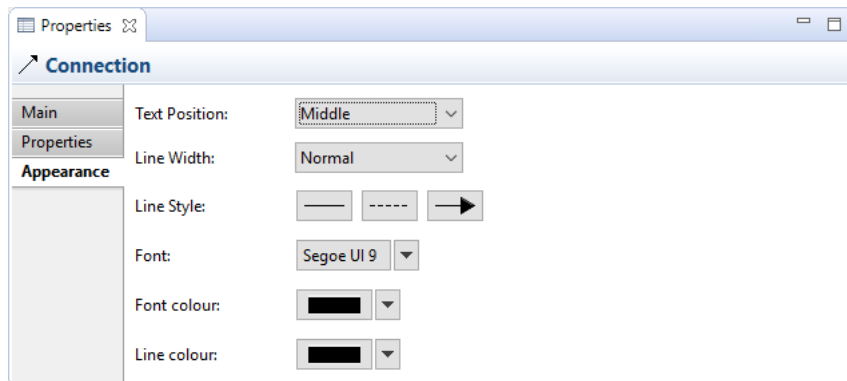 Properties
Connection
Main
Properties
Appearance
Text Position: Middle
Line Width: Normal
Line Style:
Font: Segoe UI 9
Font colour:
Line colour: